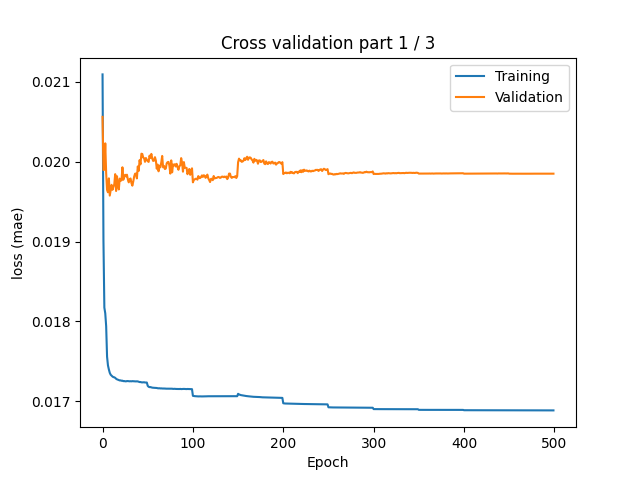 Cross validation part 1 / 3
Training
Validation
0.021
0.020
0.019
0.018
0.017
loss (mae)
0
100
200
300
400
500
Epoch